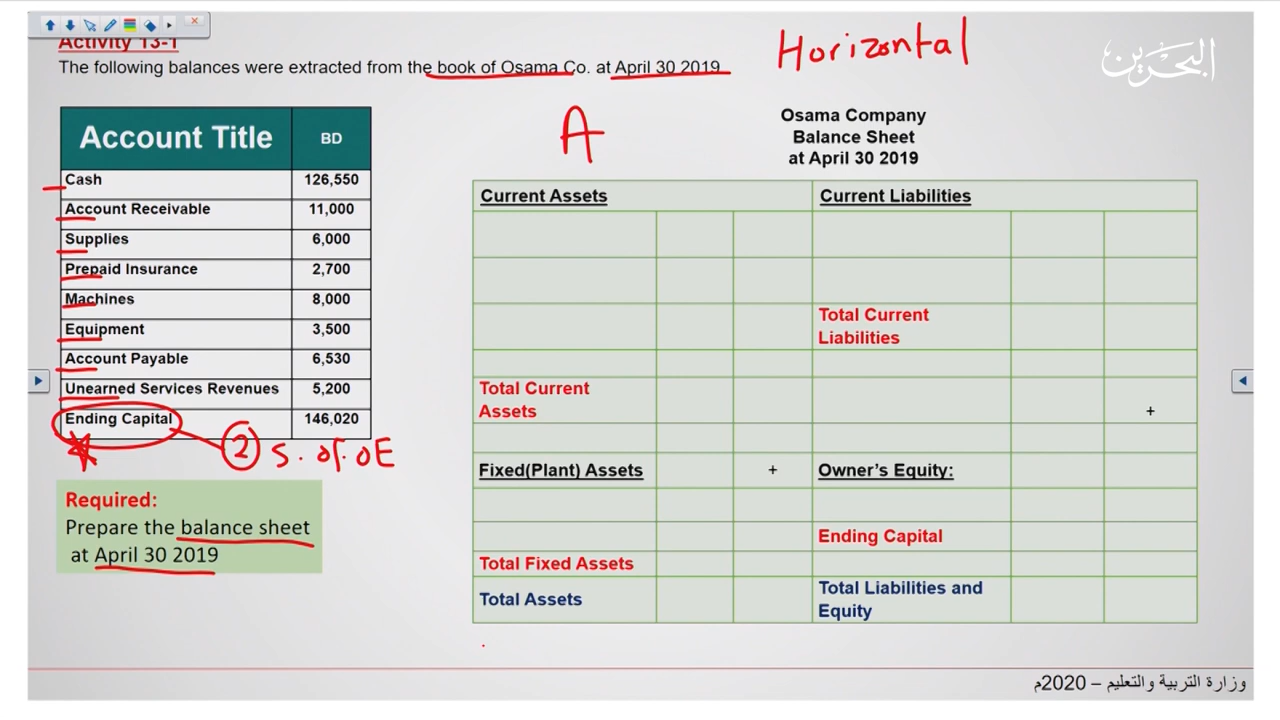 Activity 13-1
The following balances were extracted from the book of Osama Co. at April 30 2019
Horizontal
البحرين
A
Account Title BD
Cash 126,550
Account Receivable 11,000
Supplies 6,000
Prepaid Insurance 2,700
Machines 8,000
Equipment 3,500
Account Payable 6,530
Unearned Services Revenues 5,200
Ending Capital 146,020
2 S. of. OE
Required:
Prepare the balance sheet
at April 30 2019
Osama Company
Balance Sheet
at April 30 2019
Current Assets Current Liabilities
Total Current
Liabilities
Total Current
Assets
+
Fixed(Plant) Assets + Owner's Equity:
Ending Capital
Total Fixed Assets
Total Assets
Total Liabilities and
Equity
وزارة التربية والتعليم – 2020م